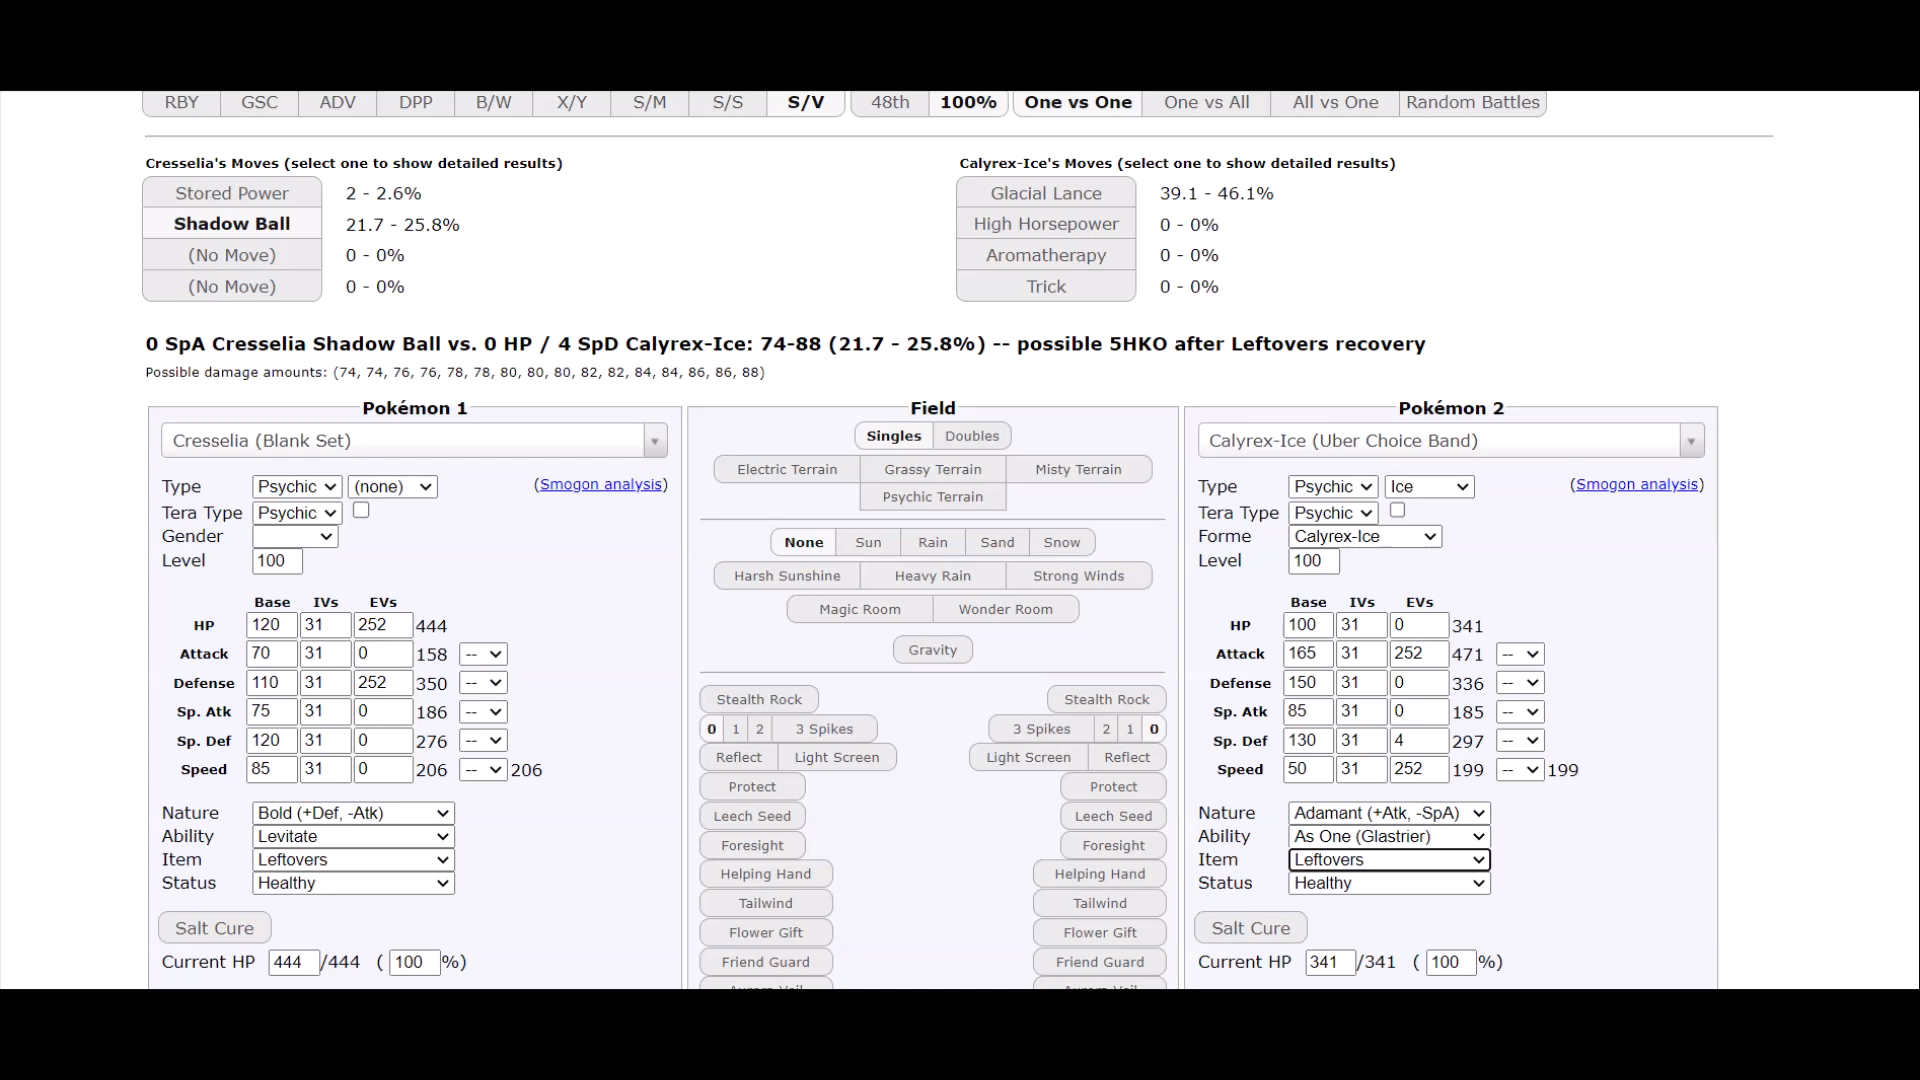 RBY GSC ADV DPP B/W X/Y S/M S/S S/V 48th 100% One vs One One vs All All vs One Random Battles
Cresselia's Moves (select one to show detailed results)
Stored Power 2 - 2.6%
Shadow Ball 21.7 - 25.8%
(No Move) 0 - 0%
(No Move) 0 - 0%
Calyrex-Ice's Moves (select one to show detailed results)
Glacial Lance 39.1 - 46.1%
High Horsepower 0 - 0%
Aromatherapy 0 - 0%
Trick 0 - 0%
0 SpA Cresselia Shadow Ball vs. 0 HP / 4 SpD Calyrex-Ice: 74-88 (21.7 - 25.8%) -- possible 5HKO after Leftovers recovery
Possible damage amounts: (74, 74, 76, 76, 78, 78, 80, 80, 80, 82, 82, 84, 84, 86, 86, 88)
Pokémon 1
Cresselia (Blank Set)
Type Psychic (none) (Smogon analysis)
Tera Type Psychic
Gender
Level 100
Base IVs EVs
HP 120 31 252 444
Attack 70 31 0 158 --
Defense 110 31 252 350 --
Sp. Atk 75 31 0 186 --
Sp. Def 120 31 0 276 --
Speed 85 31 0 206 -- 206
Nature Bold (+Def, -Atk)
Ability Levitate
Item Leftovers
Status Healthy
Salt Cure
Current HP 444 /444 ( 100 %)
Field
Singles Doubles
Electric Terrain Grassy Terrain Misty Terrain
Psychic Terrain
None Sun Rain Sand Snow
Harsh Sunshine Heavy Rain Strong Winds
Magic Room Wonder Room
Gravity
Stealth Rock Stealth Rock
0 1 2 3 Spikes 3 Spikes 2 1 0
Reflect Light Screen Light Screen Reflect
Protect Protect
Leech Seed Leech Seed
Foresight Foresight
Helping Hand Helping Hand
Tailwind Tailwind
Flower Gift Flower Gift
Friend Guard Friend Guard
Aurora Veil Aurora Veil
Pokémon 2
Calyrex-Ice (Uber Choice Band)
Type Psychic Ice (Smogon analysis)
Tera Type Psychic
Forme Calyrex-Ice
Level 100
Base IVs EVs
HP 100 31 0 341
Attack 165 31 252 471 --
Defense 150 31 0 336 --
Sp. Atk 85 31 0 185 --
Sp. Def 130 31 4 297 --
Speed 50 31 252 199 -- 199
Nature Adamant (+Atk, -SpA)
Ability As One (Glastrier)
Item Leftovers
Status Healthy
Salt Cure
Current HP 341 /341 ( 100 %)